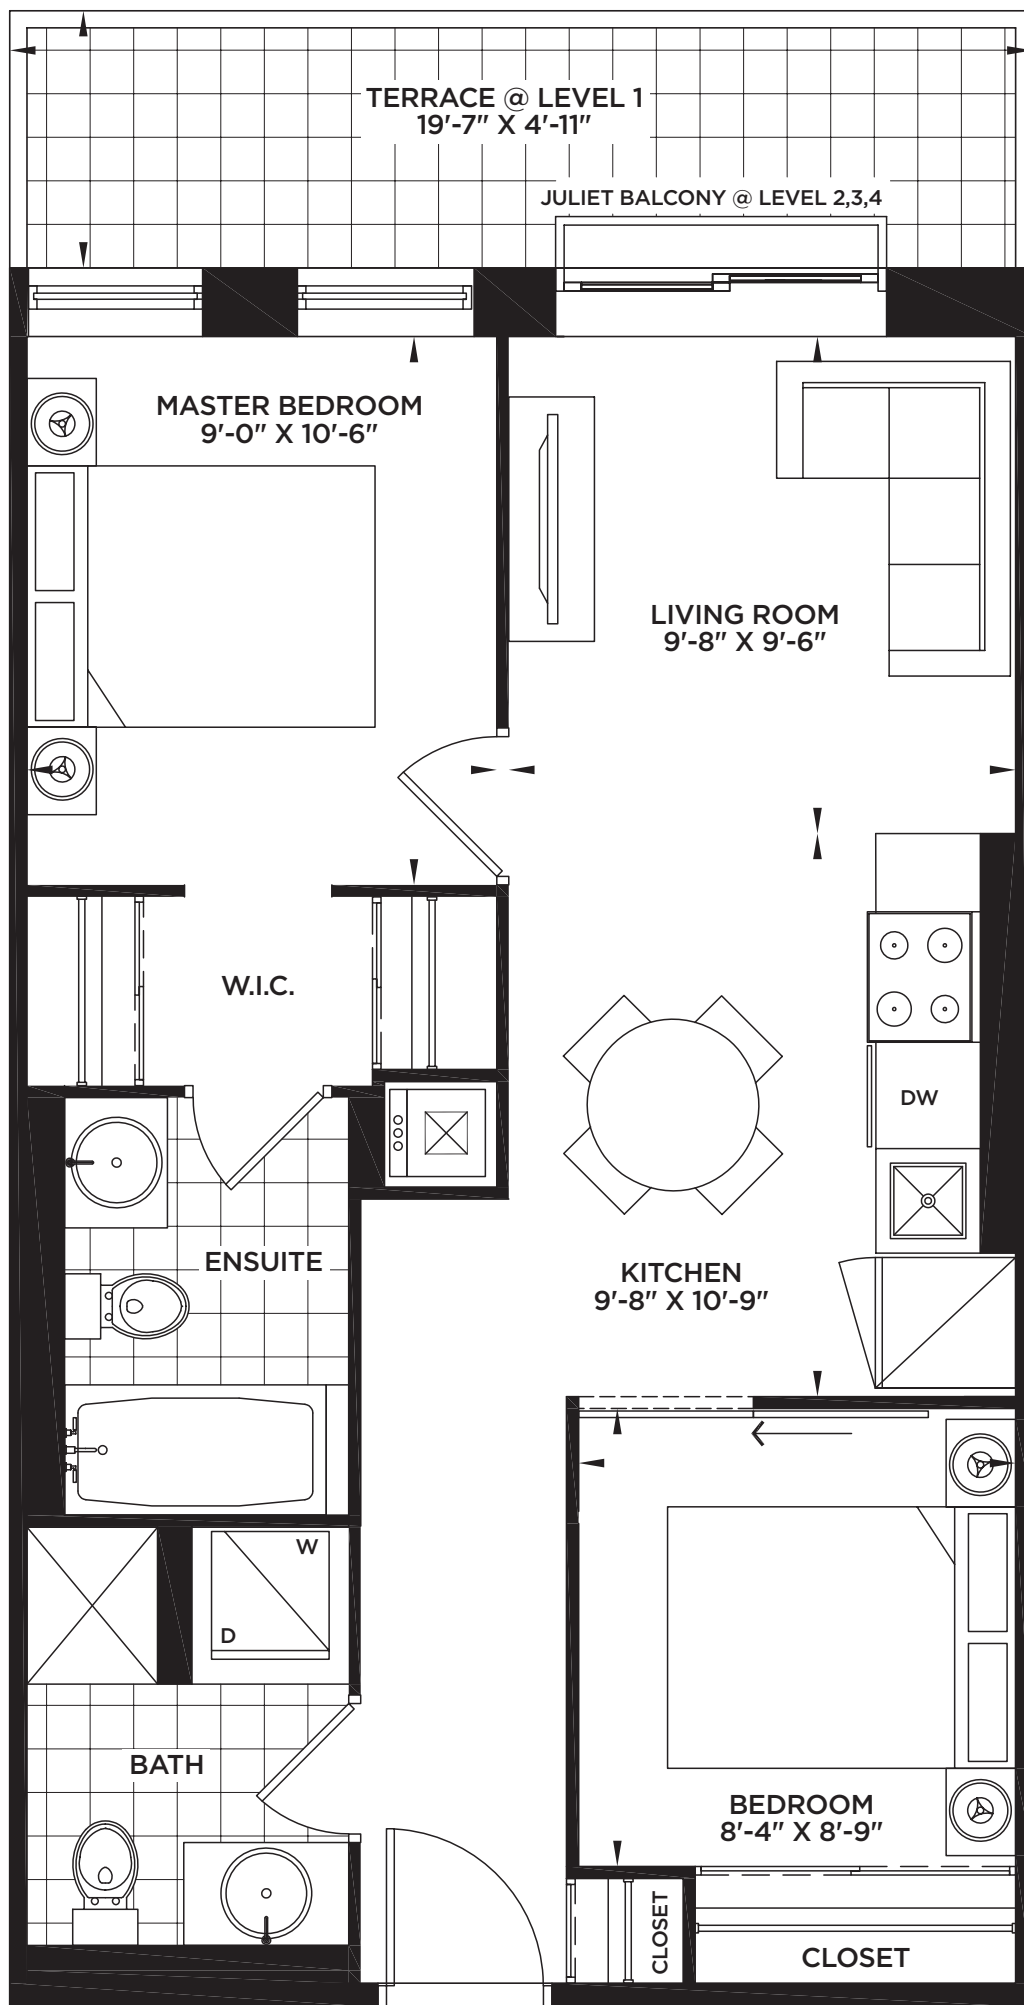 TERRACE @ LEVEL 1
19'-7" X 4'-11"
JULIET BALCONY @ LEVEL 2,3,4
MASTER BEDROOM
9'-0" X 10'-6"
LIVING ROOM
9'-8" X 9'-6"
W.I.C.
DW
ENSUITE
KITCHEN
9'-8" X 10'-9"
W
D
BATH
BEDROOM
8'-4" X 8'-9"
CLOSET
CLOSET